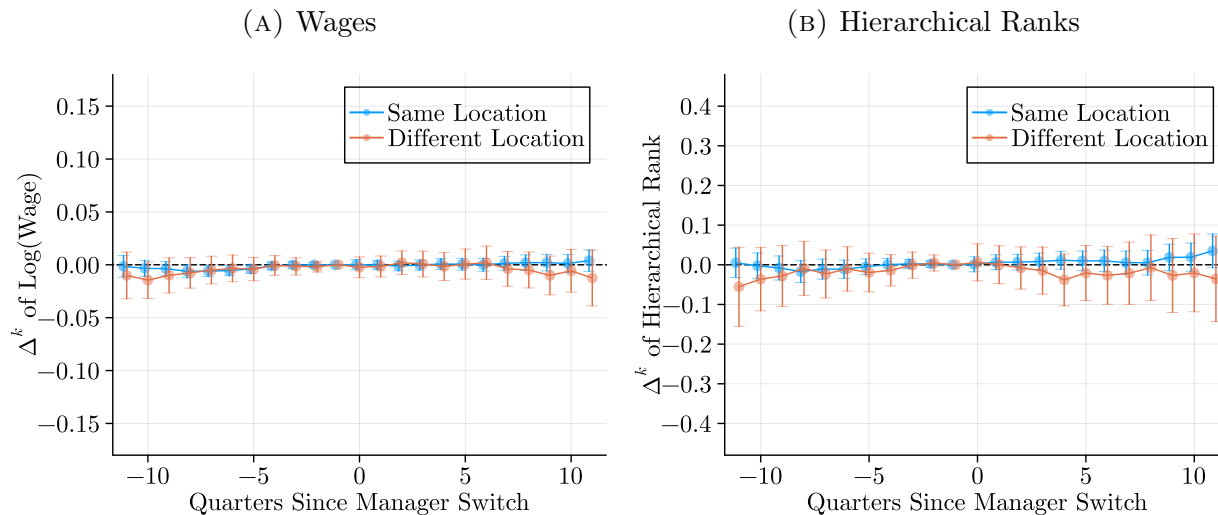 (A) Wages
Same Location
Different Location
0.15
0.10
0.05
0.00
−0.05
−0.10
−0.15
Δᵏ of Log(Wage)
−10
−5
0
5
10
Quarters Since Manager Switch
(B) Hierarchical Ranks
Same Location
Different Location
0.4
0.3
0.2
0.1
0.0
−0.1
−0.2
−0.3
−0.4
Δᵏ of Hierarchical Rank
−10
−5
0
5
10
Quarters Since Manager Switch